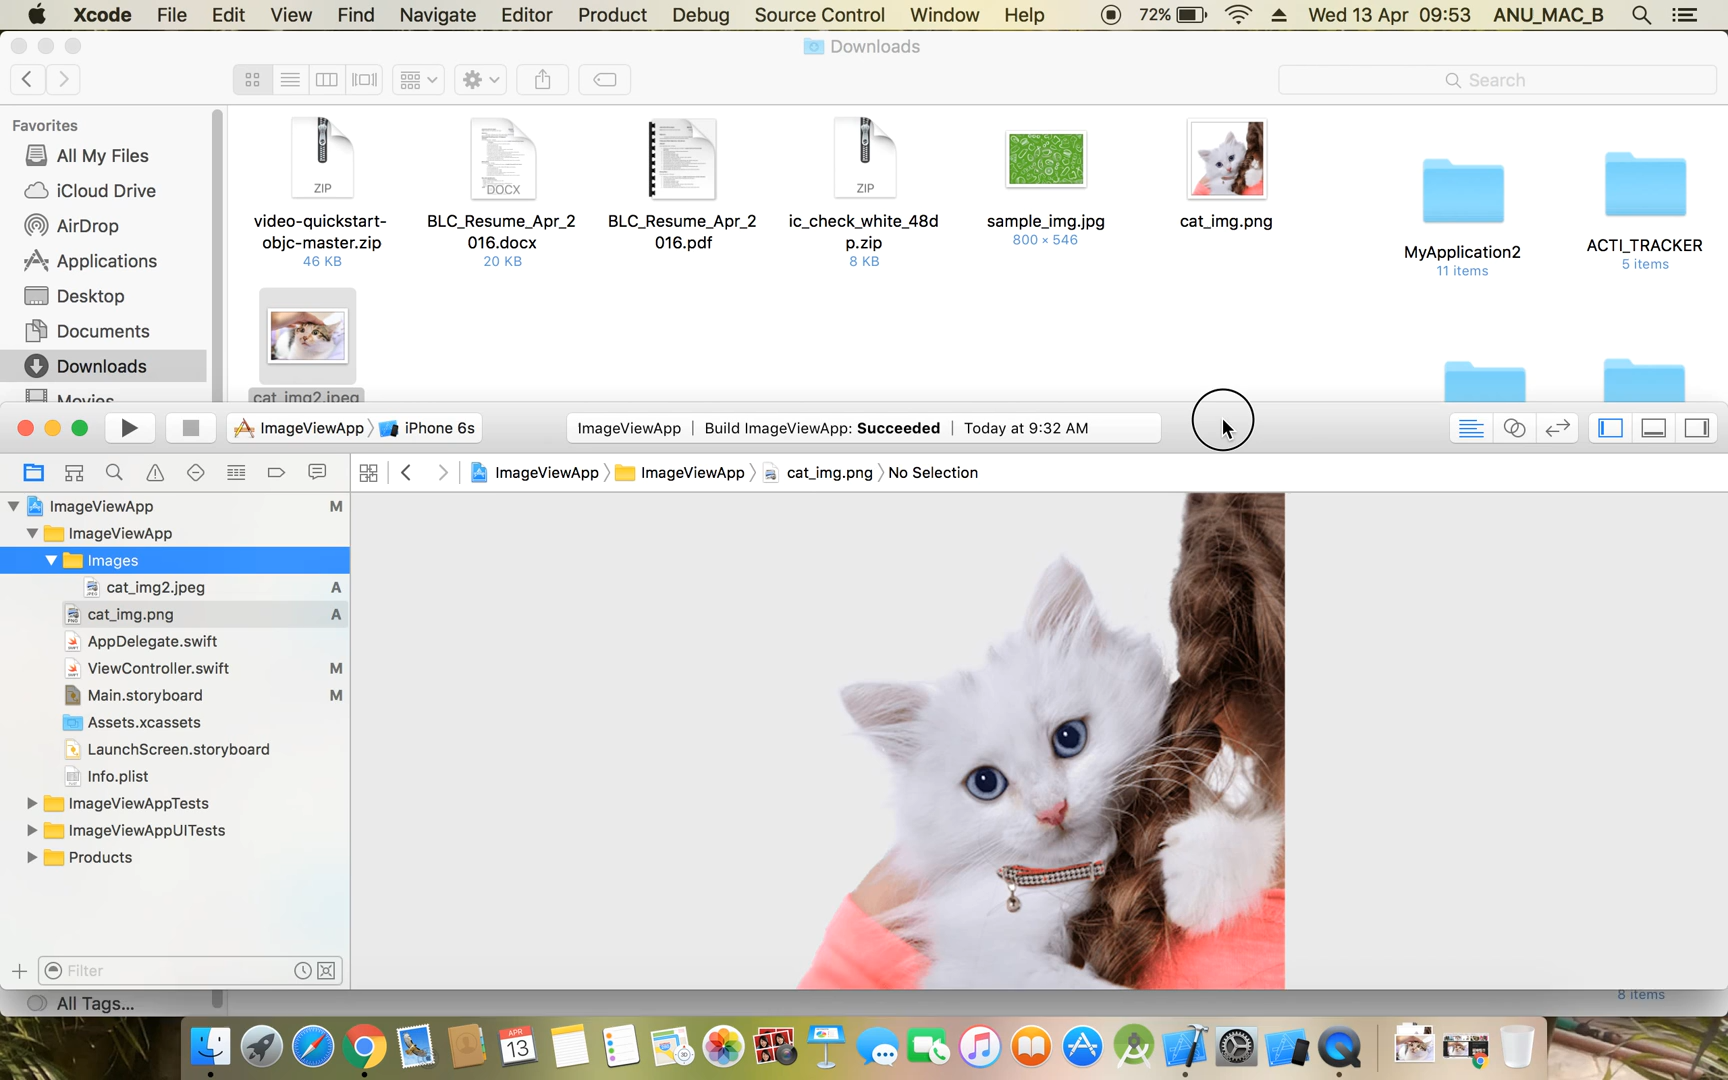 Xcode File Edit View Find Navigate Editor Product Debug Source Control Window Help 72% Wed 13 Apr 09:53 ANU_MAC_B
Downloads
Search
Favorites
All My Files
iCloud Drive
AirDrop
Applications
Desktop
Documents
Downloads
Movies
ZIP
video-quickstart-
objc-master.zip
46 KB
DOCX
BLC_Resume_Apr_2
016.docx
20 KB
BLC_Resume_Apr_2
016.pdf
ZIP
ic_check_white_48d
p.zip
8 KB
sample_img.jpg
800 × 546
cat_img.png
MyApplication2
11 items
ACTI_TRACKER
5 items
cat_img2.jpeg
ImageViewApp iPhone 6s
ImageViewApp | Build ImageViewApp: Succeeded | Today at 9:32 AM
ImageViewApp ImageViewApp cat_img.png No Selection
ImageViewApp M
ImageViewApp
Images
cat_img2.jpeg A
cat_img.png A
AppDelegate.swift
ViewController.swift M
Main.storyboard M
Assets.xcassets
LaunchScreen.storyboard
Info.plist
ImageViewAppTests
ImageViewAppUITests
Products
Filter
All Tags...
8 items
APR
13